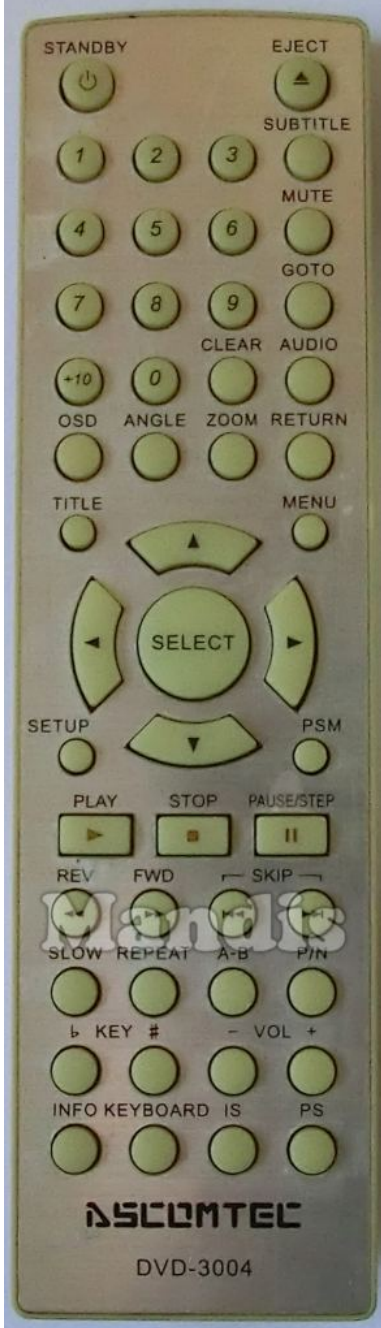 STANDBY EJECT
SUBTITLE
1 2 3
MUTE
4 5 6
GOTO
7 8 9
CLEAR AUDIO
+10 0
OSD ANGLE ZOOM RETURN
TITLE MENU
SELECT
SETUP PSM
PLAY STOP PAUSE/STEP
REV FWD SKIP
Mandis
SLOW REPEAT A-B P/N
♭ KEY # - VOL +
INFO KEYBOARD IS PS
ASCOMTEC
DVD-3004